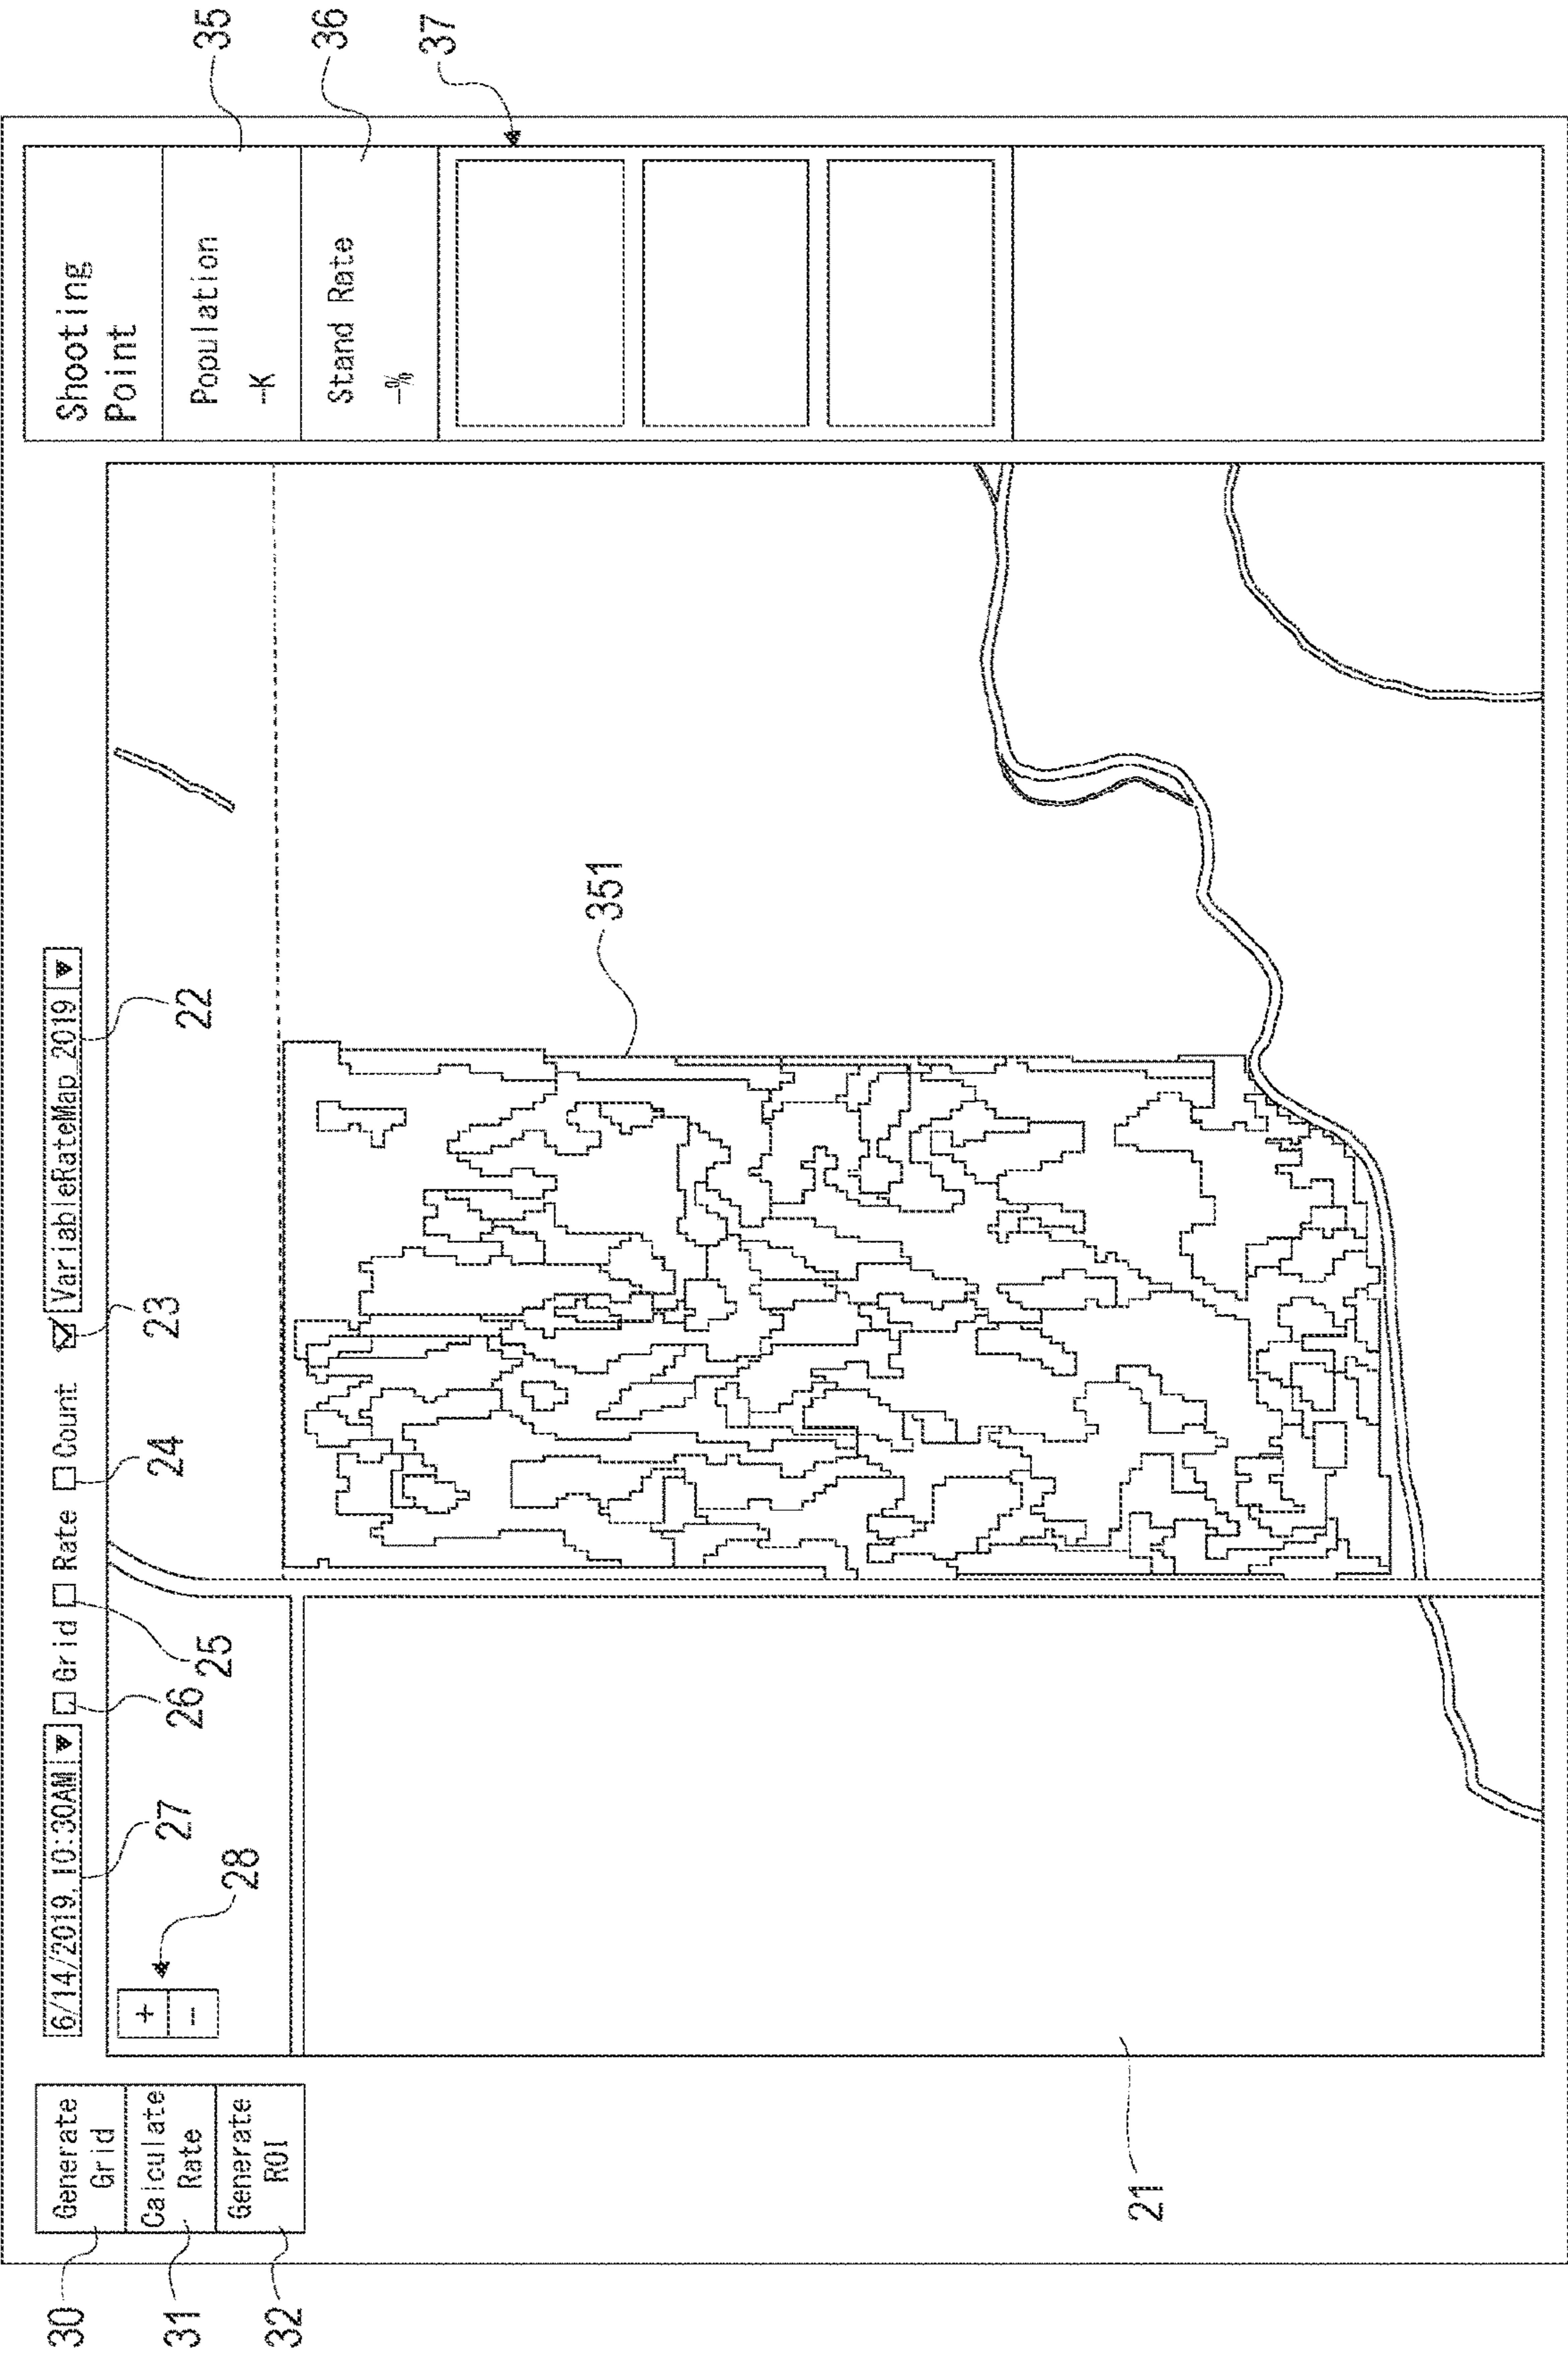 30
31
32
Generate
Grid
Calculate
Rate
Generate
ROI
6/14/2019, 10:30AM ▼ Grid Rate Count VariableRateMap_2019 ▼
26
25
24
23
22
27
28
+
−
351
21
Shooting
Point
Population
-K
Stand Rate
-%
35
36
37